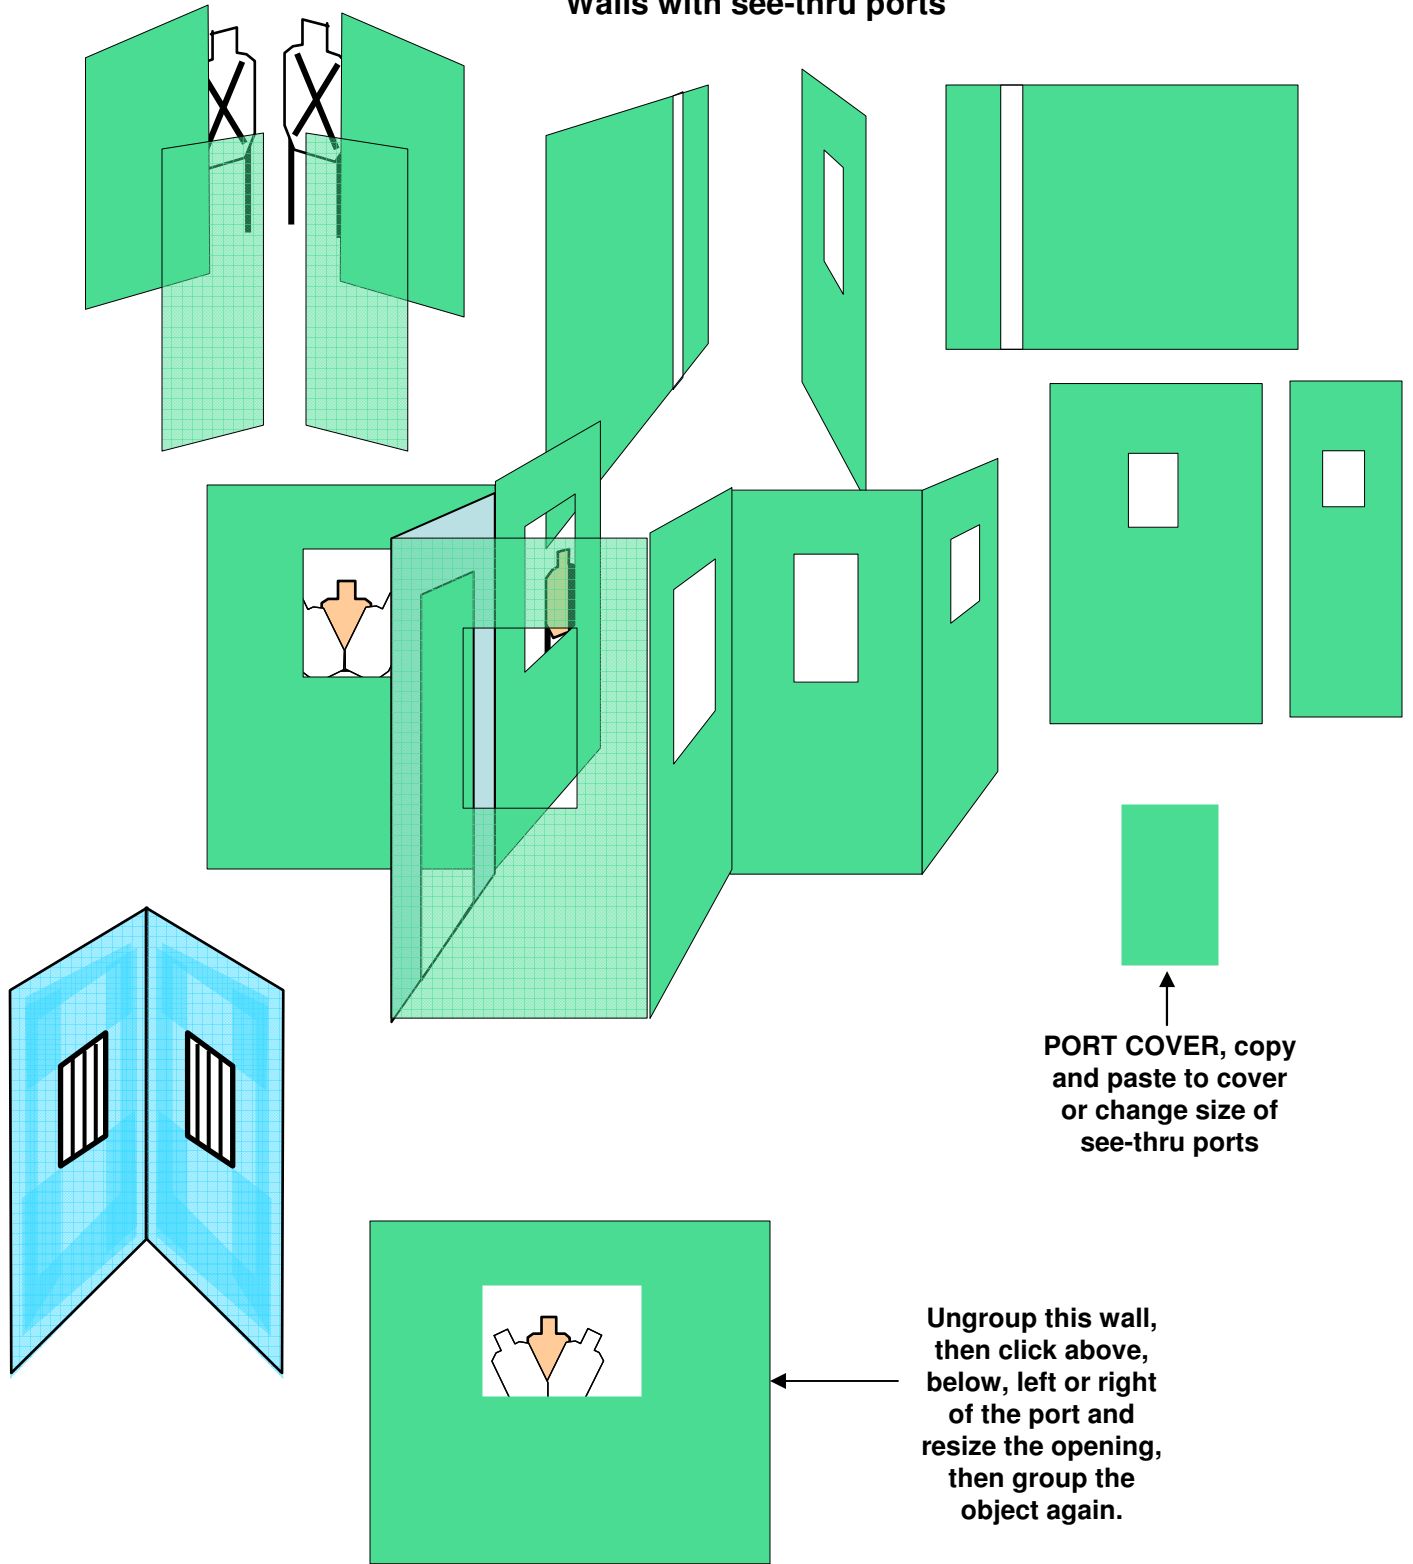 Walls with see-thru ports
PORT COVER, copy
and paste to cover
or change size of
see-thru ports
Ungroup this wall,
then click above,
below, left or right
of the port and
resize the opening,
then group the
object again.